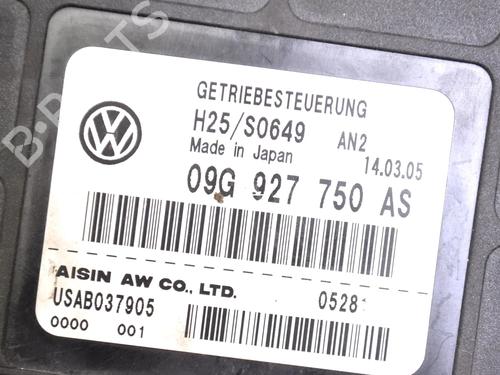 GETRIEBESTEUERUNG
H25/S0649 AN2
Made in Japan 14.03.05
09G 927 750 AS
AISIN AW CO., LTD.
USAB037905 05281
0000 001